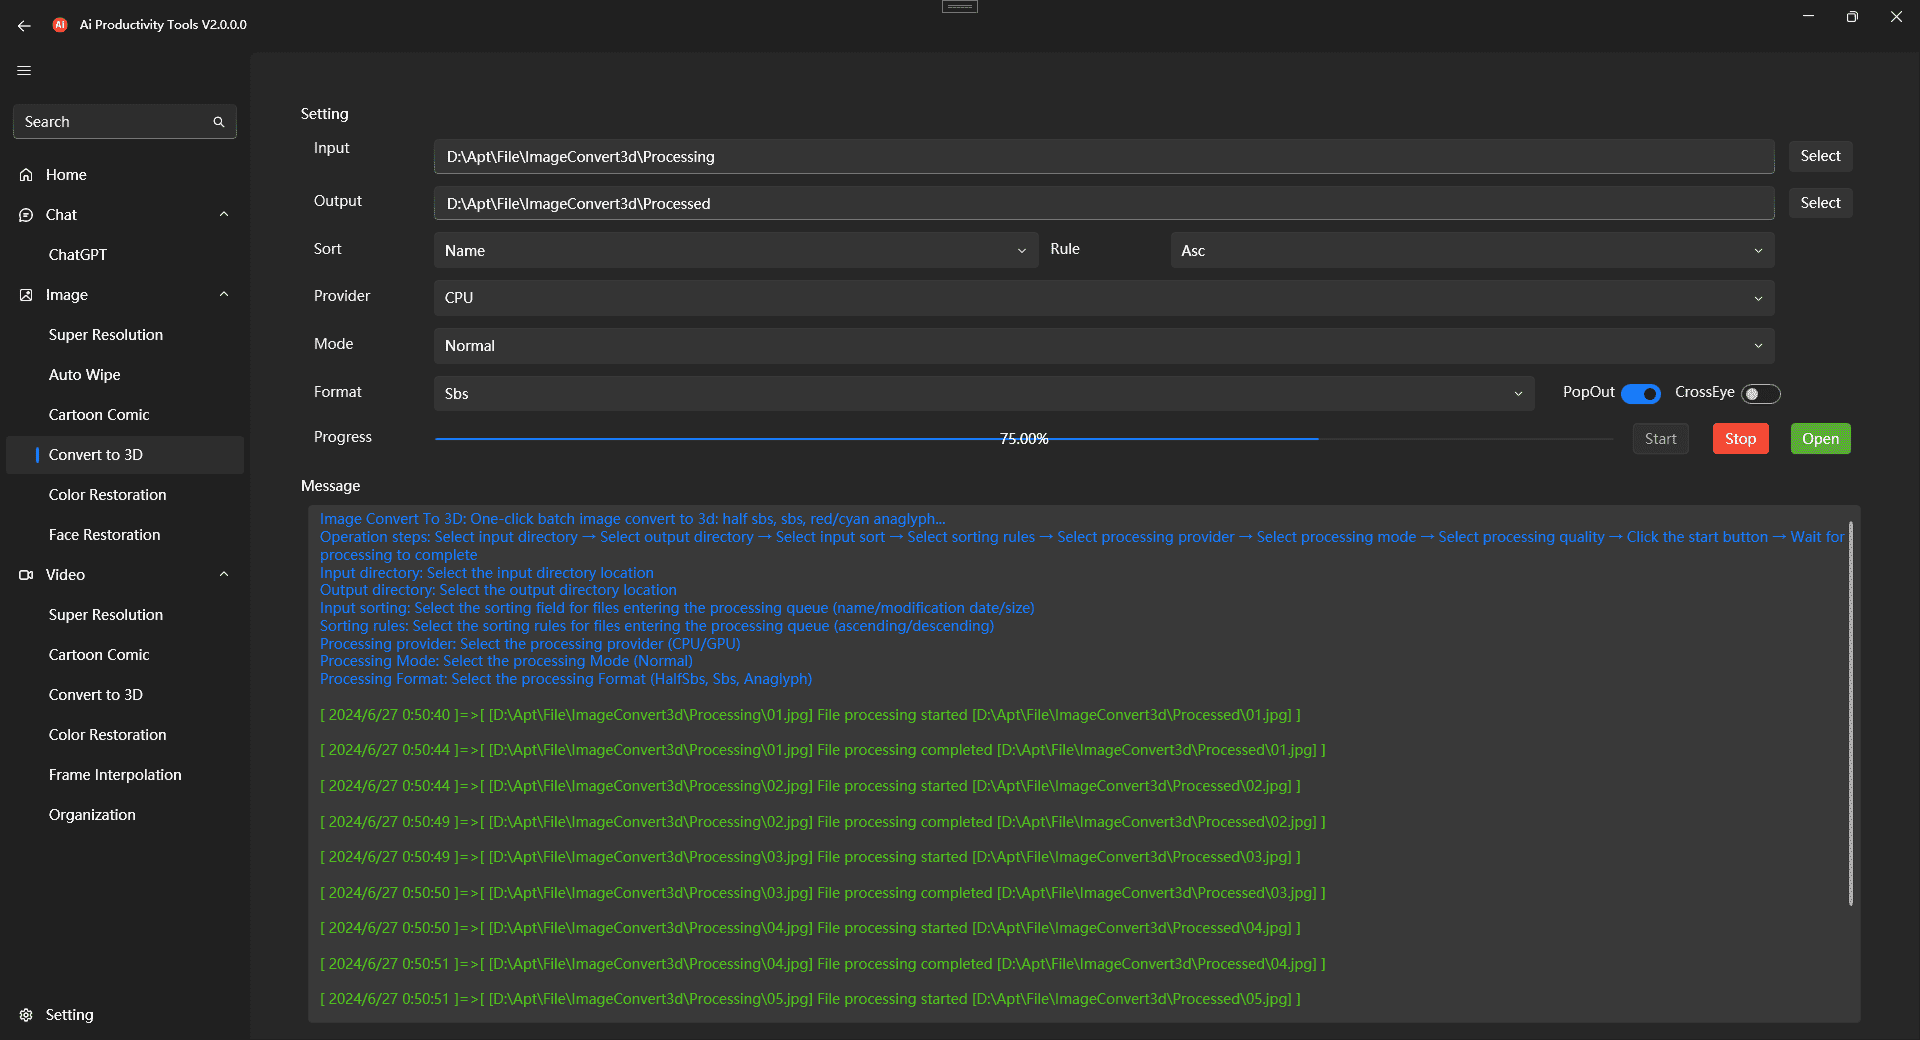 Ai Productivity Tools V2.0.0.0
Search
Home
Chat
ChatGPT
Image
Super Resolution
Auto Wipe
Cartoon Comic
Convert to 3D
Color Restoration
Face Restoration
Video
Super Resolution
Cartoon Comic
Convert to 3D
Color Restoration
Frame Interpolation
Organization
Setting
Setting
Input D:\Apt\File\ImageConvert3d\Processing Select
Output D:\Apt\File\ImageConvert3d\Processed Select
Sort Name Rule Asc
Provider CPU
Mode Normal
Format Sbs PopOut CrossEye
Progress 75.00% Start Stop Open
Message
Image Convert To 3D: One-click batch image convert to 3d: half sbs, sbs, red/cyan anaglyph...
Operation steps: Select input directory → Select output directory → Select input sort → Select sorting rules → Select processing provider → Select processing mode → Select processing quality → Click the start button → Wait for
processing to complete
Input directory: Select the input directory location
Output directory: Select the output directory location
Input sorting: Select the sorting field for files entering the processing queue (name/modification date/size)
Sorting rules: Select the sorting rules for files entering the processing queue (ascending/descending)
Processing provider: Select the processing provider (CPU/GPU)
Processing Mode: Select the processing Mode (Normal)
Processing Format: Select the processing Format (HalfSbs, Sbs, Anaglyph)
[ 2024/6/27 0:50:40 ]=>[ [D:\Apt\File\ImageConvert3d\Processing\01.jpg] File processing started [D:\Apt\File\ImageConvert3d\Processed\01.jpg] ]
[ 2024/6/27 0:50:44 ]=>[ [D:\Apt\File\ImageConvert3d\Processing\01.jpg] File processing completed [D:\Apt\File\ImageConvert3d\Processed\01.jpg] ]
[ 2024/6/27 0:50:44 ]=>[ [D:\Apt\File\ImageConvert3d\Processing\02.jpg] File processing started [D:\Apt\File\ImageConvert3d\Processed\02.jpg] ]
[ 2024/6/27 0:50:49 ]=>[ [D:\Apt\File\ImageConvert3d\Processing\02.jpg] File processing completed [D:\Apt\File\ImageConvert3d\Processed\02.jpg] ]
[ 2024/6/27 0:50:49 ]=>[ [D:\Apt\File\ImageConvert3d\Processing\03.jpg] File processing started [D:\Apt\File\ImageConvert3d\Processed\03.jpg] ]
[ 2024/6/27 0:50:50 ]=>[ [D:\Apt\File\ImageConvert3d\Processing\03.jpg] File processing completed [D:\Apt\File\ImageConvert3d\Processed\03.jpg] ]
[ 2024/6/27 0:50:50 ]=>[ [D:\Apt\File\ImageConvert3d\Processing\04.jpg] File processing started [D:\Apt\File\ImageConvert3d\Processed\04.jpg] ]
[ 2024/6/27 0:50:51 ]=>[ [D:\Apt\File\ImageConvert3d\Processing\04.jpg] File processing completed [D:\Apt\File\ImageConvert3d\Processed\04.jpg] ]
[ 2024/6/27 0:50:51 ]=>[ [D:\Apt\File\ImageConvert3d\Processing\05.jpg] File processing started [D:\Apt\File\ImageConvert3d\Processed\05.jpg] ]